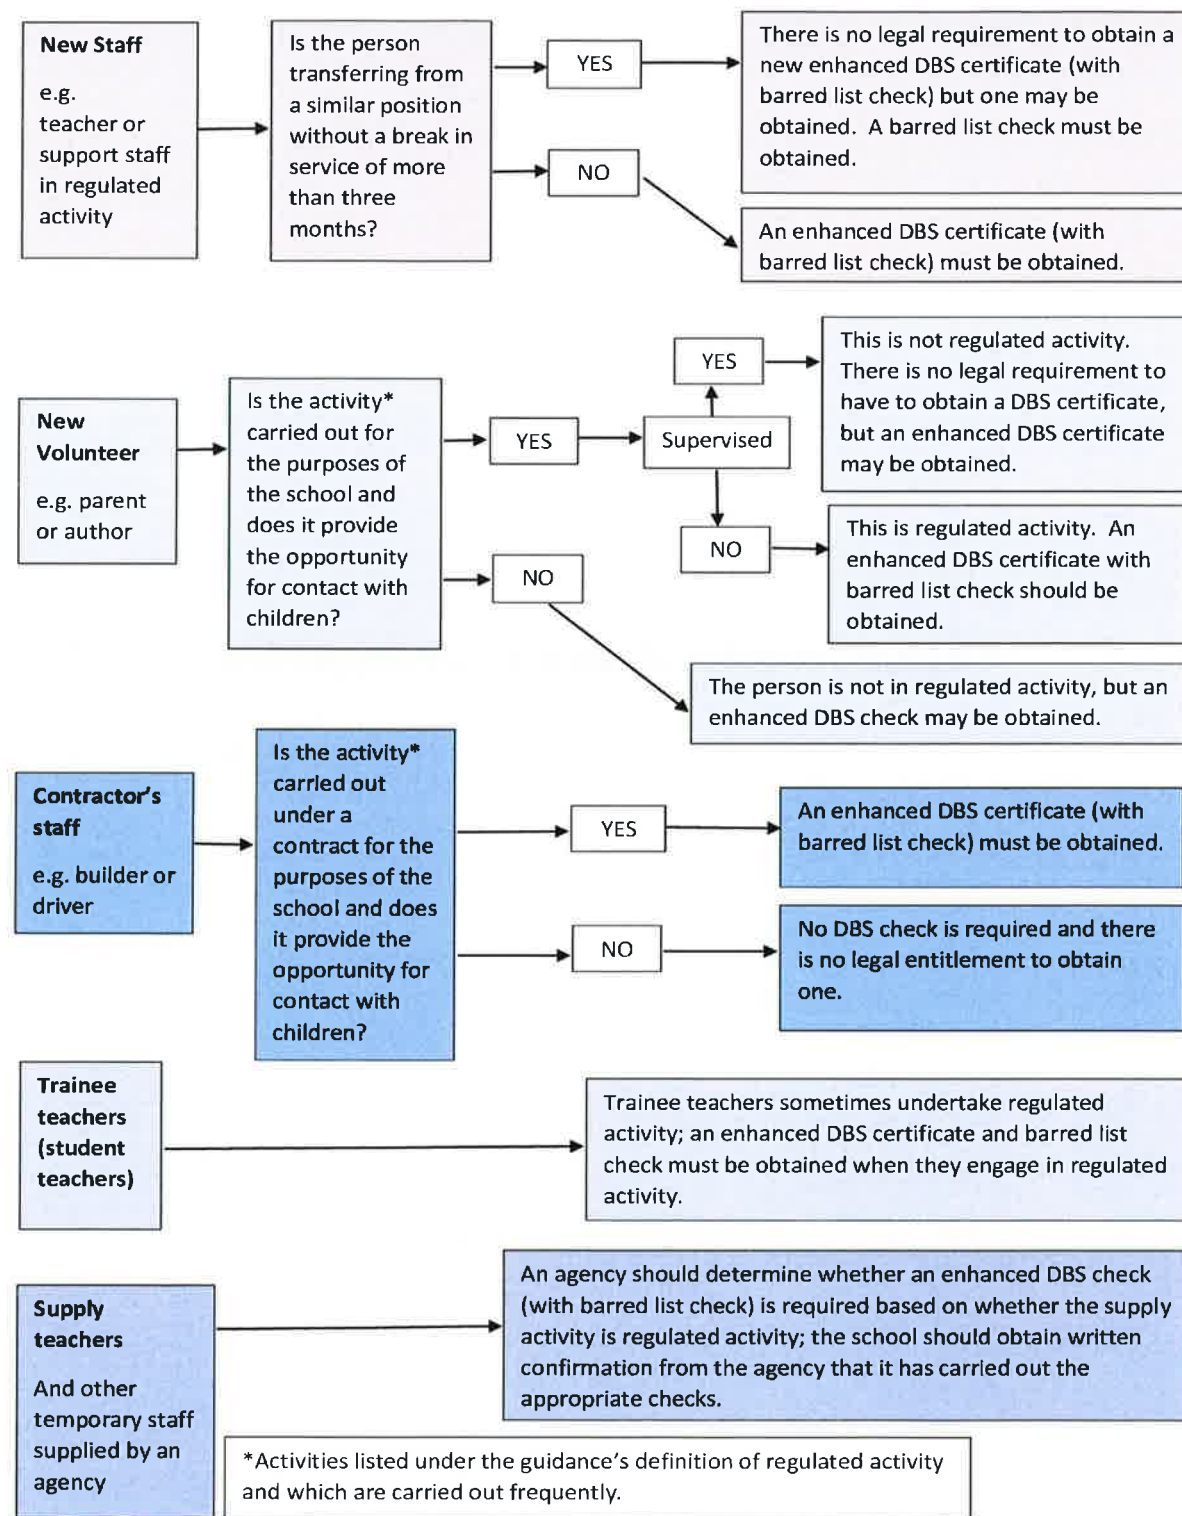 New Staff
e.g.
teacher or
support staff
in regulated
activity
Is the person
transferring from
a similar position
without a break in
service of more
than three
months?
YES
There is no legal requirement to obtain a
new enhanced DBS certificate (with
barred list check) but one may be
obtained.  A barred list check must be
obtained.
NO
An enhanced DBS certificate (with
barred list check) must be obtained.
New
Volunteer
e.g. parent
or author
Is the activity*
carried out for
the purposes of
the school and
does it provide
the opportunity
for contact with
children?
YES
Supervised
YES
This is not regulated activity.
There is no legal requirement to
have to obtain a DBS certificate,
but an enhanced DBS certificate
may be obtained.
NO
This is regulated activity.  An
enhanced DBS certificate with
barred list check should be
obtained.
NO
The person is not in regulated activity, but an
enhanced DBS check may be obtained.
Contractor's
staff
e.g. builder or
driver
Is the activity*
carried out
under a
contract for the
purposes of the
school and does
it provide the
opportunity for
contact with
children?
YES
An enhanced DBS certificate (with
barred list check) must be obtained.
NO
No DBS check is required and there
is no legal entitlement to obtain
one.
Trainee
teachers
(student
teachers)
Trainee teachers sometimes undertake regulated
activity; an enhanced DBS certificate and barred list
check must be obtained when they engage in regulated
activity.
Supply
teachers
And other
temporary staff
supplied by an
agency
An agency should determine whether an enhanced DBS check
(with barred list check) is required based on whether the supply
activity is regulated activity; the school should obtain written
confirmation from the agency that it has carried out the
appropriate checks.
*Activities listed under the guidance's definition of regulated activity
and which are carried out frequently.